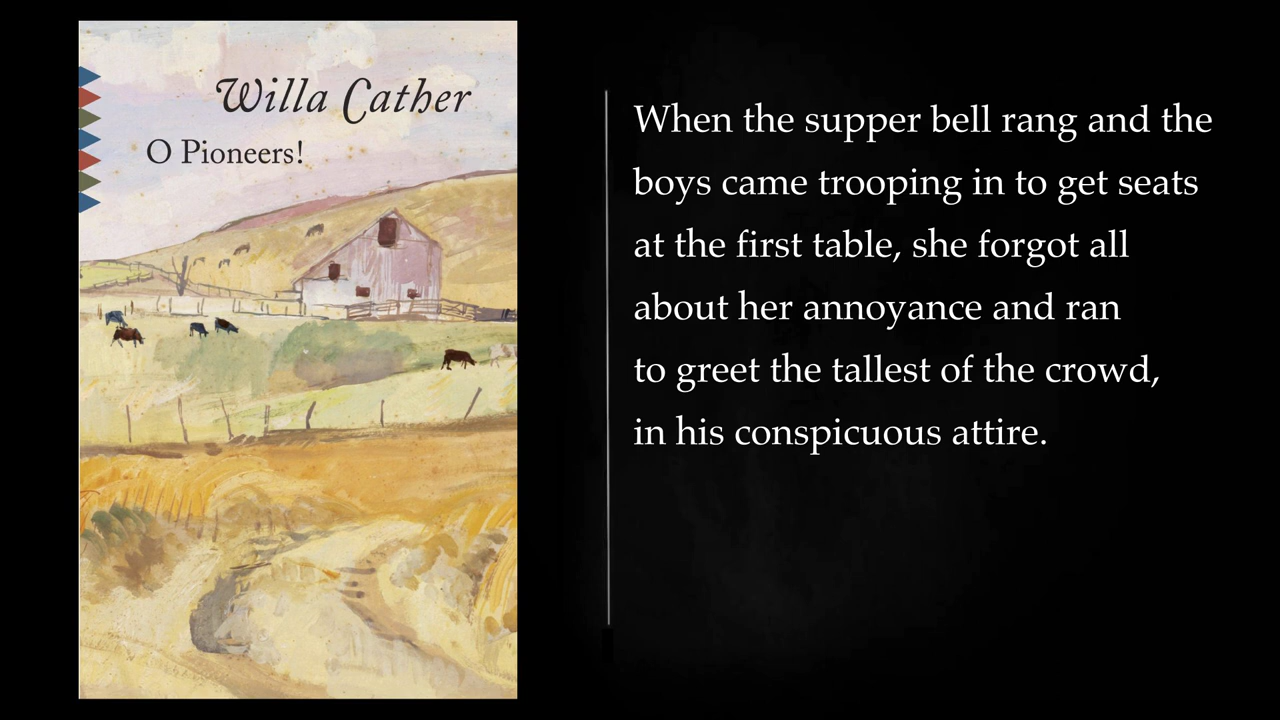 Willa Cather
O Pioneers!
When the supper bell rang and the
boys came trooping in to get seats
at the first table, she forgot all
about her annoyance and ran
to greet the tallest of the crowd,
in his conspicuous attire.